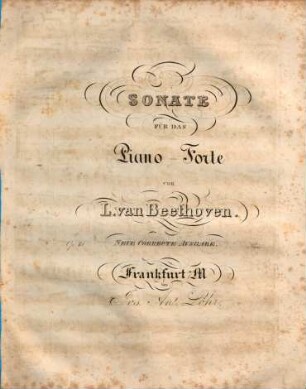 SONATE
FÜR DAS
Piano-Forte
VON
L. van Beethoven.
NEUE CORRECTE AUSGABE.
Frankfurt a/M